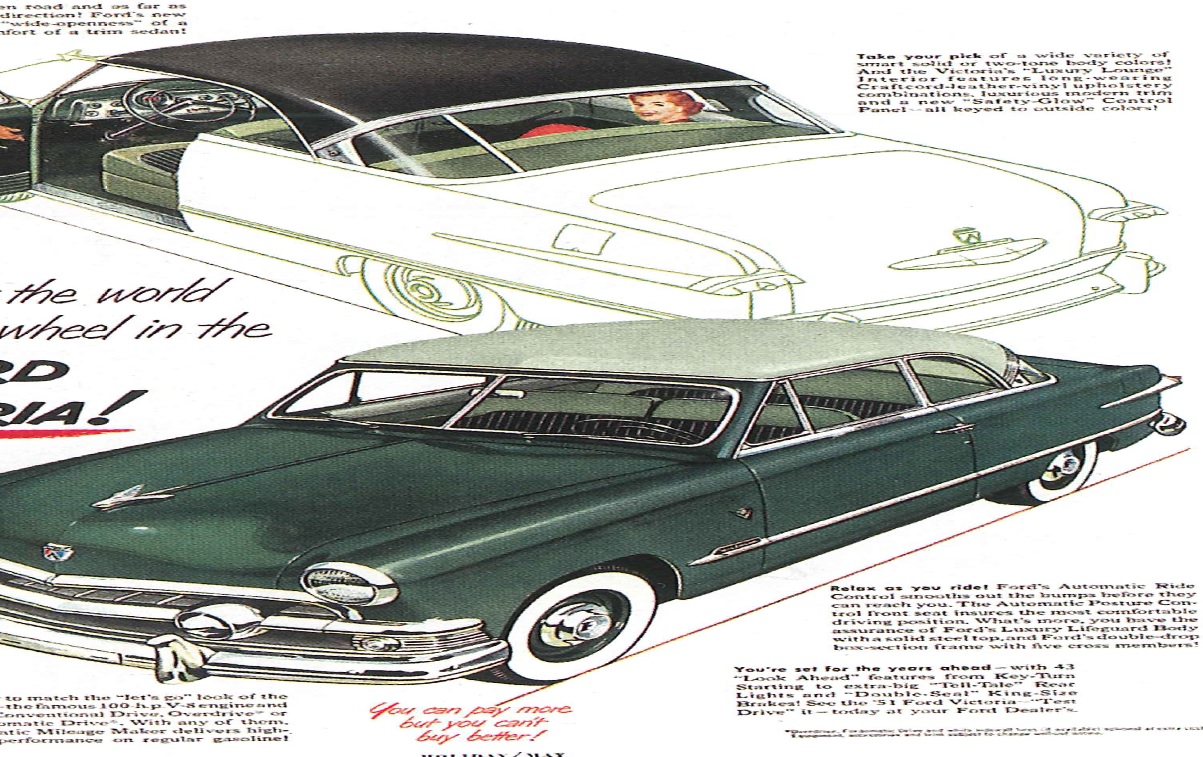 en road and as far as
direction! Ford's new
"wide-openness" of a
nfort of a trim sedan!
Take your pick of a wide variety of
smart solid or two-tone body colors!
And the Victoria's "Luxury Lounge"
Interior features long-wearing
Craftcord-leather-vinyl upholstery
combinations, luxurious modern trim
and a new "Safety-Glow" Control
Panel—all keyed to outside colors!
the world
wheel in the
RD
RIA!
Relax as you ride! Ford's Automatic Ride
Control smooths out the bumps before they
can reach you. The Automatic Posture Con-
trol front seat insures the most comfortable
driving position. What's more, you have the
assurance of Ford's Luxury Lifeguard Body
with a solid steel top, and Ford's double-drop
box-section frame with five cross members!
You're set for the years ahead—with 43
"Look Ahead" features from Key-Turn
Starting to extra-big "Tell-Tale" Rear
Lights and "Double-Seal" King-Size
Brakes! See the '51 Ford Victoria—"Test
Drive" it—today at your Ford Dealer's.
to match the "let's go" look of the
—the famous 100-h.p. V-8 engine and
Conventional Drive, Overdrive* or
omatic Drive*. With any of them,
atic Mileage Maker delivers high-
performance on regular gasoline!
You can pay more
but you can't
buy better!
HOLIDAY / MAY